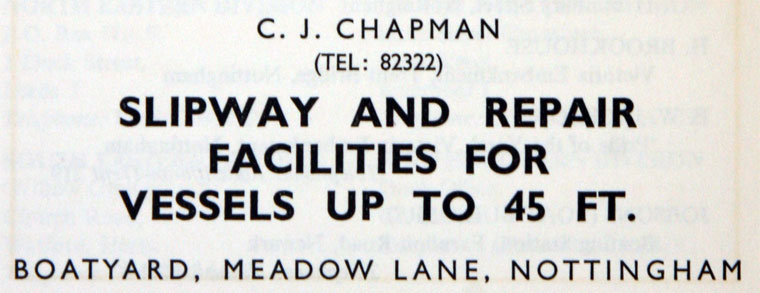 C. J. CHAPMAN
(TEL: 82322)
SLIPWAY AND REPAIR
FACILITIES FOR
VESSELS UP TO 45 FT.
BOATYARD, MEADOW LANE, NOTTINGHAM